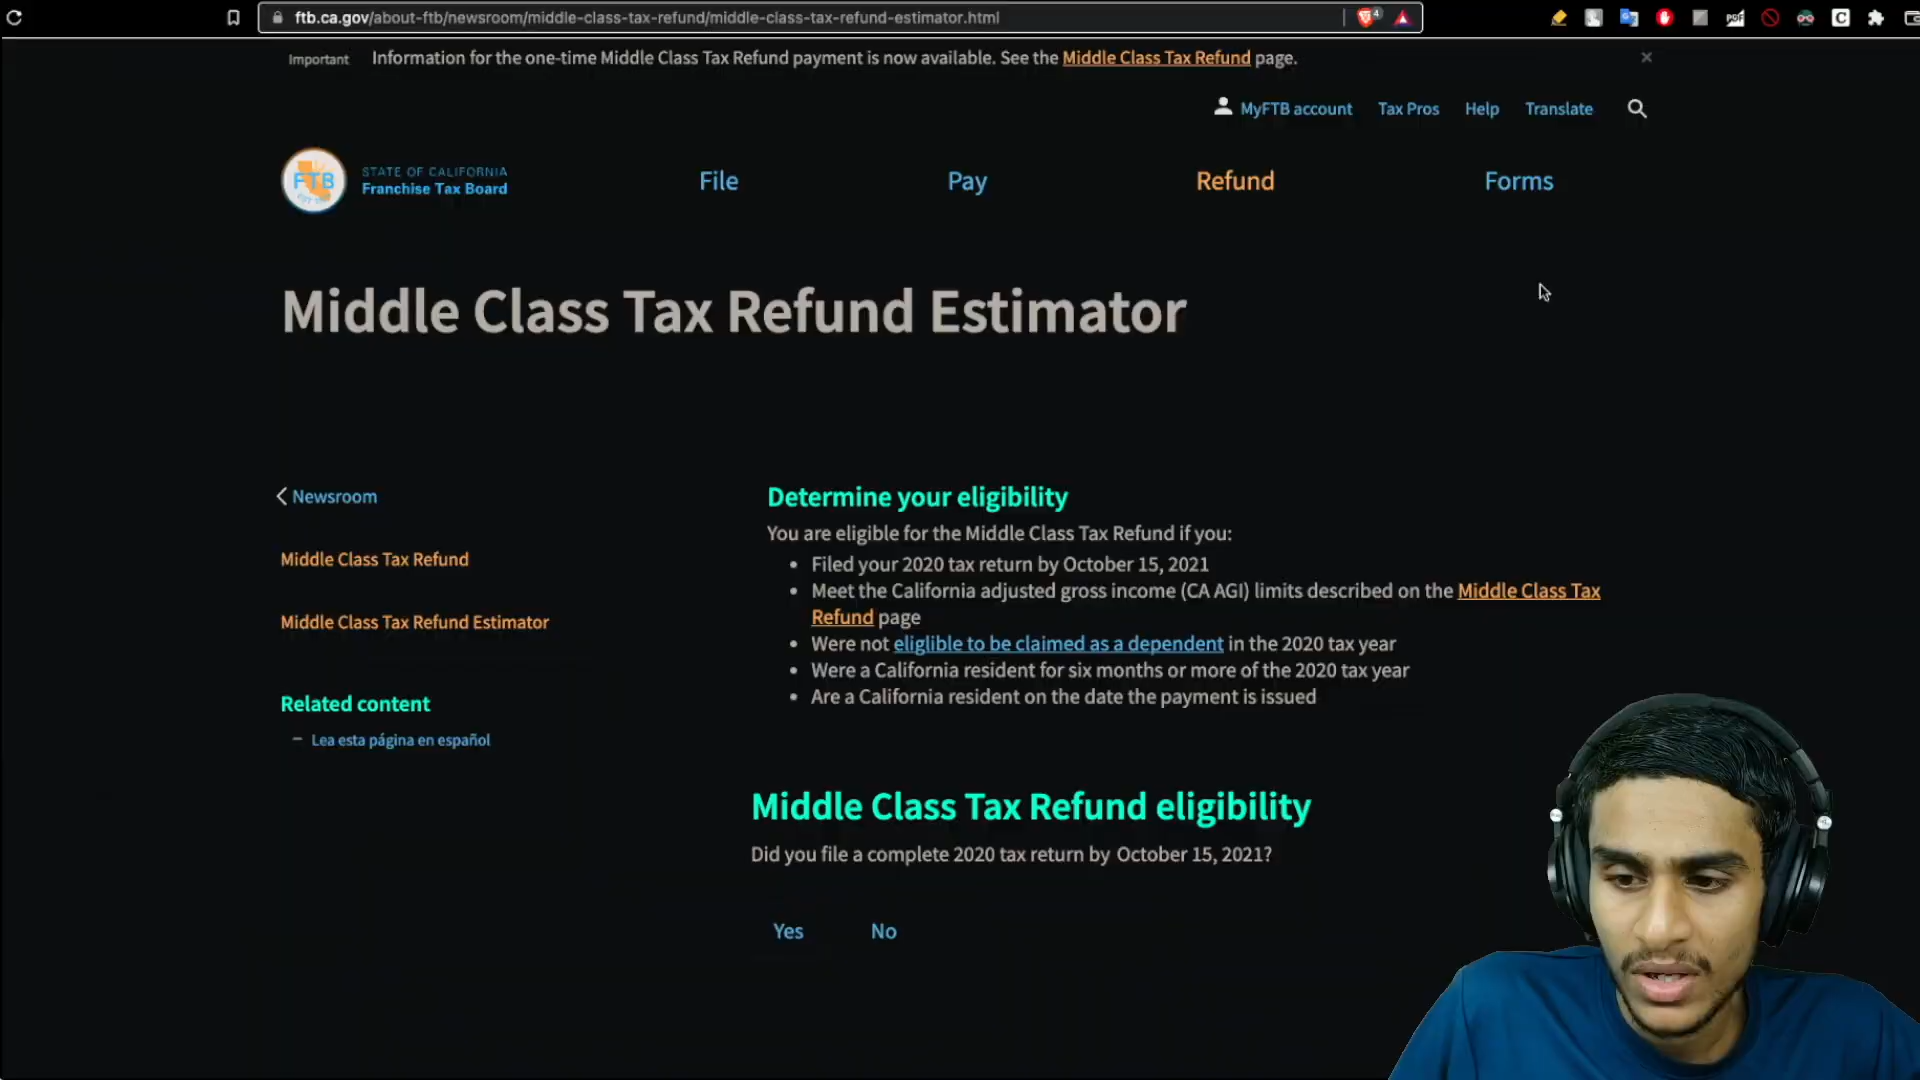 ftb.ca.gov/about-ftb/newsroom/middle-class-tax-refund/middle-class-tax-refund-estimator.html
4
PDF
C
Important Information for the one-time Middle Class Tax Refund payment is now available. See the Middle Class Tax Refund page.
MyFTB account Tax Pros Help Translate
FTB
STATE OF CALIFORNIA
Franchise Tax Board
File Pay Refund Forms
Middle Class Tax Refund Estimator
Newsroom
Middle Class Tax Refund
Middle Class Tax Refund Estimator
Related content
– Lea esta página en español
Determine your eligibility
You are eligible for the Middle Class Tax Refund if you:
• Filed your 2020 tax return by October 15, 2021
• Meet the California adjusted gross income (CA AGI) limits described on the Middle Class Tax
Refund page
• Were not eliglible to be claimed as a dependent in the 2020 tax year
• Were a California resident for six months or more of the 2020 tax year
• Are a California resident on the date the payment is issued
Middle Class Tax Refund eligibility
Did you file a complete 2020 tax return by October 15, 2021?
Yes No